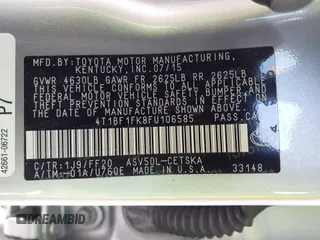 MFD. BY: TOYOTA MOTOR MANUFACTURING,
KENTUCKY, INC. 07/15
GVWR 4630LB GAWR FR 2625LB RR 2625LB
THIS VEHICLE CONFORMS TO ALL APPLICABLE
FEDERAL MOTOR VEHICLE SAFETY, BUMPER,
AND THEFT PREVENTION STANDARDS IN EFFECT
ON THE DATE OF MANUFACTURE SHOWN ABOVE.
4T1BF1FK8FU106585 PASS.CAR
C/TR:1J9/FF20 ASV50L-CETSKA
A/TM:-01A/U760E 33148
P7
42661-06722
DREAMBID